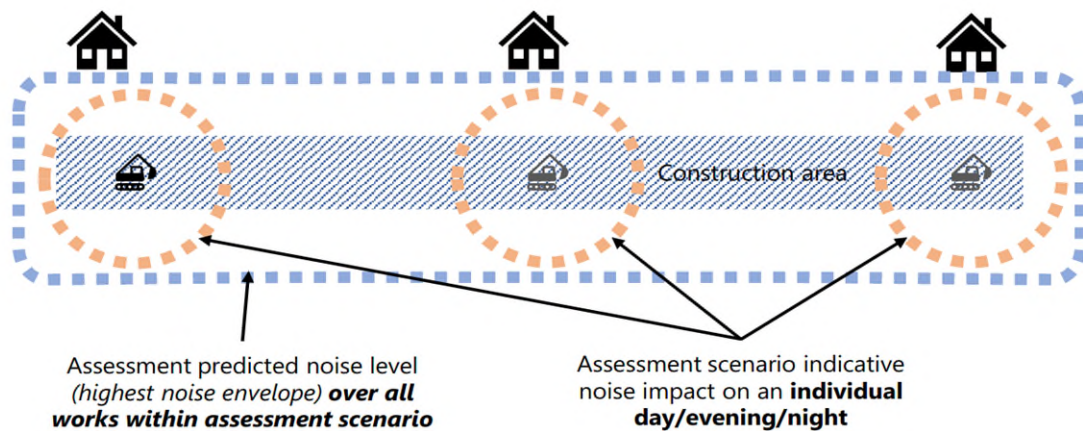 Construction area
Assessment predicted noise level
(highest noise envelope) over all
works within assessment scenario
Assessment scenario indicative
noise impact on an individual
day/evening/night